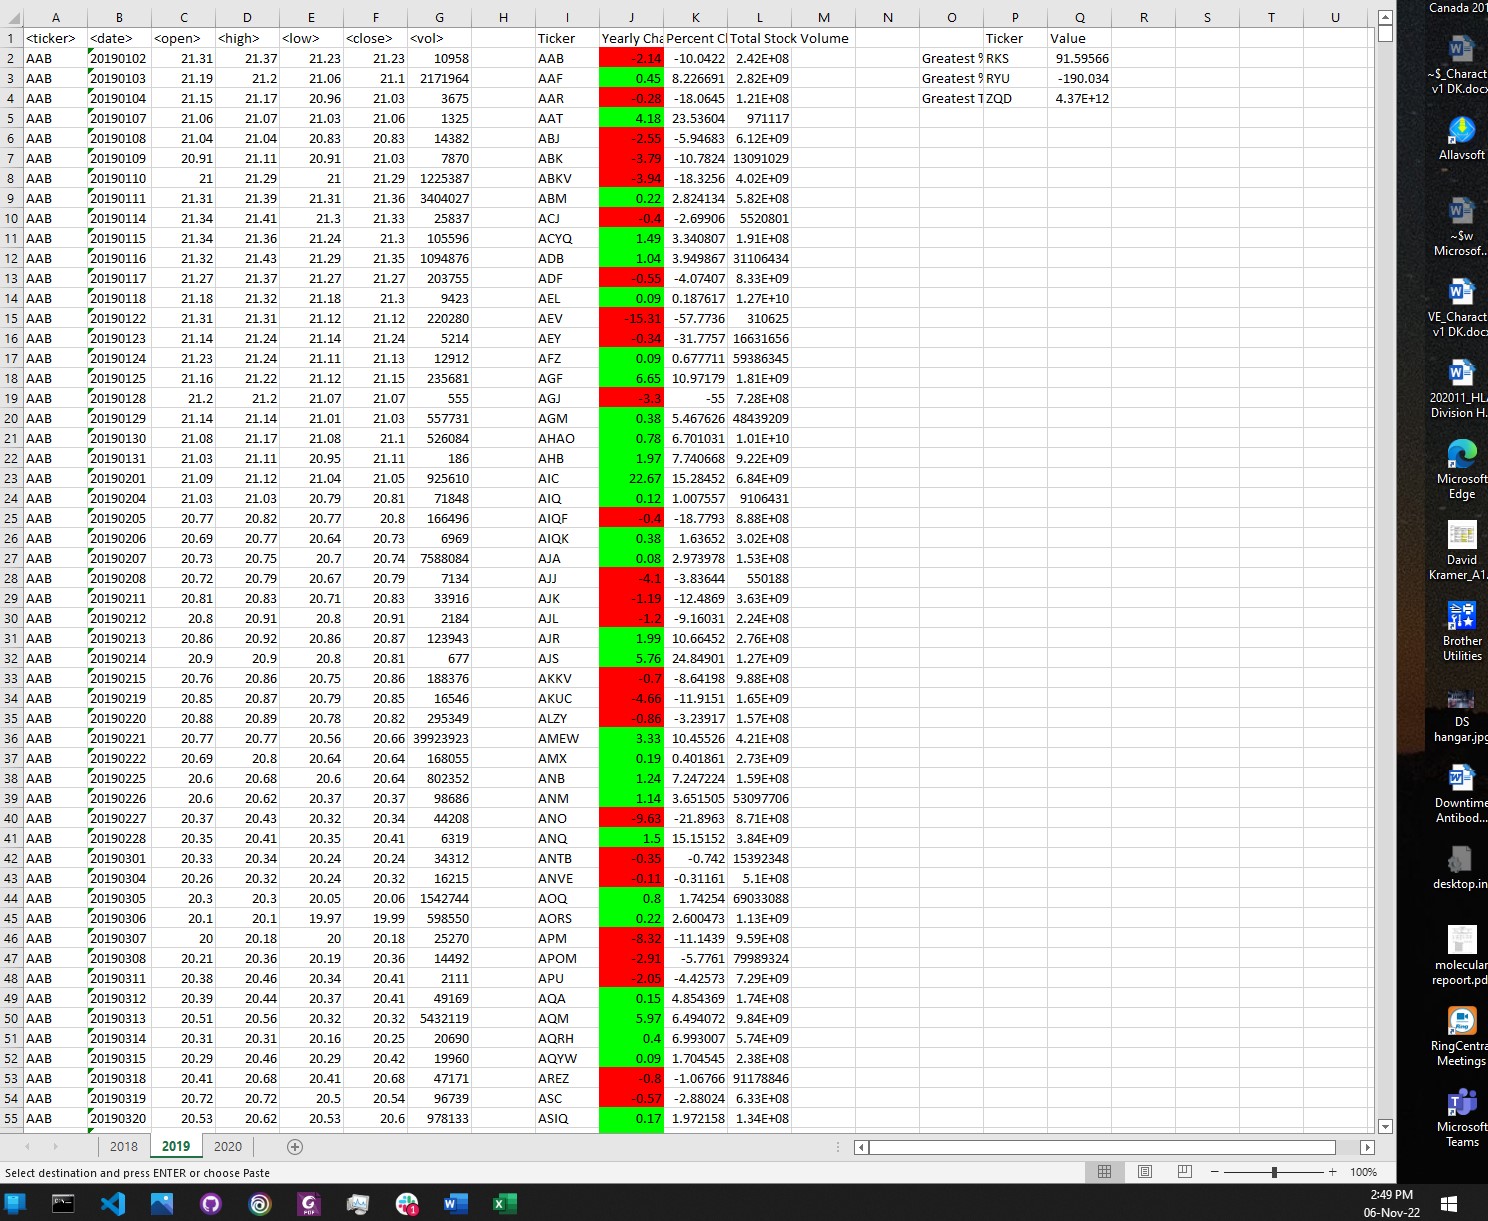 A B C D E F G H I J K L M N O P Q R S T U
1 <ticker> <date> <open> <high> <low> <close> <vol> Ticker Yearly Cha Percent Cl Total Stock Volume Ticker Value
2 AAB 20190102 21.31 21.37 21.23 21.23 10958 AAB -2.14 -10.0422 2.42E+08 Greatest % RKS 91.59566
3 AAB 20190103 21.19 21.2 21.06 21.1 2171964 AAF 0.45 8.226691 2.82E+09 Greatest % RYU -190.034
4 AAB 20190104 21.15 21.17 20.96 21.03 3675 AAR -0.28 -18.0645 1.21E+08 Greatest T ZQD 4.37E+12
5 AAB 20190107 21.06 21.07 21.03 21.06 1325 AAT 4.18 23.53604 971117
6 AAB 20190108 21.04 21.04 20.83 20.83 14382 ABJ -2.55 -5.94683 6.12E+09
7 AAB 20190109 20.91 21.11 20.91 21.03 7870 ABK -3.79 -10.7824 13091029
8 AAB 20190110 21 21.29 21 21.29 1225387 ABKV -3.94 -18.3256 4.02E+09
9 AAB 20190111 21.31 21.39 21.31 21.36 3404027 ABM 0.22 2.824134 5.82E+08
10 AAB 20190114 21.34 21.41 21.3 21.33 25837 ACJ -0.4 -2.69906 5520801
11 AAB 20190115 21.34 21.36 21.24 21.3 105596 ACYQ 1.49 3.340807 1.91E+08
12 AAB 20190116 21.32 21.43 21.29 21.35 1094876 ADB 1.04 3.949867 31106434
13 AAB 20190117 21.27 21.37 21.27 21.27 203755 ADF -0.55 -4.07407 8.33E+09
14 AAB 20190118 21.18 21.32 21.18 21.3 9423 AEL 0.09 0.187617 1.27E+10
15 AAB 20190122 21.31 21.31 21.12 21.12 220280 AEV -15.31 -57.7736 310625
16 AAB 20190123 21.14 21.24 21.14 21.24 5214 AEY -0.34 -31.7757 16631656
17 AAB 20190124 21.23 21.24 21.11 21.13 12912 AFZ 0.09 0.677711 59386345
18 AAB 20190125 21.16 21.22 21.12 21.15 235681 AGF 6.65 10.97179 1.81E+09
19 AAB 20190128 21.2 21.2 21.07 21.07 555 AGJ -3.3 -55 7.28E+08
20 AAB 20190129 21.14 21.14 21.01 21.03 557731 AGM 0.38 5.467626 48439209
21 AAB 20190130 21.08 21.17 21.08 21.1 526084 AHAO 0.78 6.701031 1.01E+10
22 AAB 20190131 21.03 21.11 20.95 21.11 186 AHB 1.97 7.740668 9.22E+09
23 AAB 20190201 21.09 21.12 21.04 21.05 925610 AIC 22.67 15.28452 6.84E+09
24 AAB 20190204 21.03 21.03 20.79 20.81 71848 AIQ 0.12 1.007557 9106431
25 AAB 20190205 20.77 20.82 20.77 20.8 166496 AIQF -0.4 -18.7793 8.88E+08
26 AAB 20190206 20.69 20.77 20.64 20.73 6969 AIQK 0.38 1.63652 3.02E+08
27 AAB 20190207 20.73 20.75 20.7 20.74 7588084 AJA 0.08 2.973978 1.53E+08
28 AAB 20190208 20.72 20.79 20.67 20.79 7134 AJJ -4.1 -3.83644 550188
29 AAB 20190211 20.81 20.83 20.71 20.83 33916 AJK -1.19 -12.4869 3.63E+09
30 AAB 20190212 20.8 20.91 20.8 20.91 2184 AJL -1.2 -9.16031 2.24E+08
31 AAB 20190213 20.86 20.92 20.86 20.87 123943 AJR 1.99 10.66452 2.76E+08
32 AAB 20190214 20.9 20.9 20.8 20.81 677 AJS 5.76 24.84901 1.27E+09
33 AAB 20190215 20.76 20.86 20.75 20.86 188376 AKKV -0.7 -8.64198 9.88E+08
34 AAB 20190219 20.85 20.87 20.79 20.85 16546 AKUC -4.66 -11.9151 1.65E+09
35 AAB 20190220 20.88 20.89 20.78 20.82 295349 ALZY -0.86 -3.23917 1.57E+08
36 AAB 20190221 20.77 20.77 20.56 20.66 39923923 AMEW 3.33 10.45526 4.21E+08
37 AAB 20190222 20.69 20.8 20.64 20.64 168055 AMX 0.19 0.401861 2.73E+09
38 AAB 20190225 20.6 20.68 20.6 20.64 802352 ANB 1.24 7.247224 1.59E+08
39 AAB 20190226 20.6 20.62 20.37 20.37 98686 ANM 1.14 3.651505 53097706
40 AAB 20190227 20.37 20.43 20.32 20.34 44208 ANO -9.63 -21.8963 8.71E+08
41 AAB 20190228 20.35 20.41 20.35 20.41 6319 ANQ 1.5 15.15152 3.84E+09
42 AAB 20190301 20.33 20.34 20.24 20.24 34312 ANTB -0.35 -0.742 15392348
43 AAB 20190304 20.26 20.32 20.24 20.32 16215 ANVE -0.11 -0.31161 5.1E+08
44 AAB 20190305 20.3 20.3 20.05 20.06 1542744 AOQ 0.8 1.74254 69033088
45 AAB 20190306 20.1 20.1 19.97 19.99 598550 AORS 0.22 2.600473 1.13E+09
46 AAB 20190307 20 20.18 20 20.18 25270 APM -8.32 -11.1439 9.59E+08
47 AAB 20190308 20.21 20.36 20.19 20.36 14492 APOM -2.91 -5.7761 79989324
48 AAB 20190311 20.38 20.46 20.34 20.41 2111 APU -2.05 -4.42573 7.29E+09
49 AAB 20190312 20.39 20.44 20.37 20.41 49169 AQA 0.15 4.854369 1.74E+08
50 AAB 20190313 20.51 20.56 20.32 20.32 5432119 AQM 5.97 6.494072 9.84E+09
51 AAB 20190314 20.31 20.31 20.16 20.25 20690 AQRH 0.4 6.993007 5.74E+09
52 AAB 20190315 20.29 20.46 20.29 20.42 19960 AQYW 0.09 1.704545 2.38E+08
53 AAB 20190318 20.41 20.68 20.41 20.68 47171 AREZ -0.8 -1.06766 91178846
54 AAB 20190319 20.72 20.72 20.5 20.54 96739 ASC -0.57 -2.88024 6.33E+08
55 AAB 20190320 20.53 20.62 20.53 20.6 978133 ASIQ 0.17 1.972158 1.34E+08
2018 2019 2020
Select destination and press ENTER or choose Paste
100%
Canada 201
~$_Charact
v1 DK.docx
Allavsoft
~$w
Microsof...
VE_Charact
v1 DK.docx
202011_HLA
Division H.
Microsoft
Edge
David
Kramer_A1.
Brother
Utilities
DS
hangar.jpg
Downtime
Antibod...
desktop.in
molecular
repoort.pd
RingCentra
Meetings
Microsoft
Teams
2:49 PM
06-Nov-22